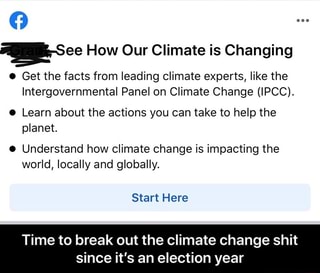 See How Our Climate is Changing
Get the facts from leading climate experts, like the
Intergovernmental Panel on Climate Change (IPCC).
Learn about the actions you can take to help the
planet.
Understand how climate change is impacting the
world, locally and globally.
Start Here
Time to break out the climate change shit
since it's an election year